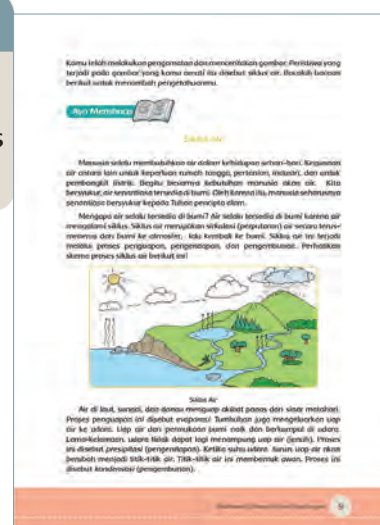 Kamu telah melakukan pengamatan dan menceritakan gambar. Peristiwa yang
terjadi pada gambar yang kamu amati itu disebut siklus air. Bacalah bacaan
berikut untuk menambah pengetahuanmu.
Ayo Membaca
Siklus Air
Manusia selalu membutuhkan air dalam kehidupan sehari-hari. Kegunaan
air antara lain untuk keperluan rumah tangga, pertanian, industri, dan untuk
pembangkit listrik. Begitu besarnya kebutuhan manusia akan air. Kita
bersyukur, air senantiasa tersedia di bumi. Oleh karena itu, manusia seharusnya
senantiasa bersyukur kepada Tuhan pencipta alam.
Mengapa air selalu tersedia di bumi? Air selalu tersedia di bumi karena air
mengalami siklus. Siklus air merupakan sirkulasi (perputaran) air secara terus-
menerus dari bumi ke atmosfer, lalu kembali ke bumi. Siklus air ini terjadi
melalui proses penguapan, pengendapan, dan pengembunan. Perhatikan
skema proses siklus air berikut ini!
Siklus Air
Air di laut, sungai, dan danau menguap akibat panas dari sinar matahari.
Proses penguapan ini disebut evaporasi. Tumbuhan juga mengeluarkan uap
air ke udara. Uap air dari permukaan bumi naik dan berkumpul di udara.
Lama-kelamaan, udara tidak dapat lagi menampung uap air (jenuh). Proses
ini disebut presipitasi (pengendapan). Ketika suhu udara turun, uap air akan
berubah menjadi titik-titik air. Titik-titik air ini membentuk awan. Proses ini
disebut kondensasi (pengembunan).
9
s